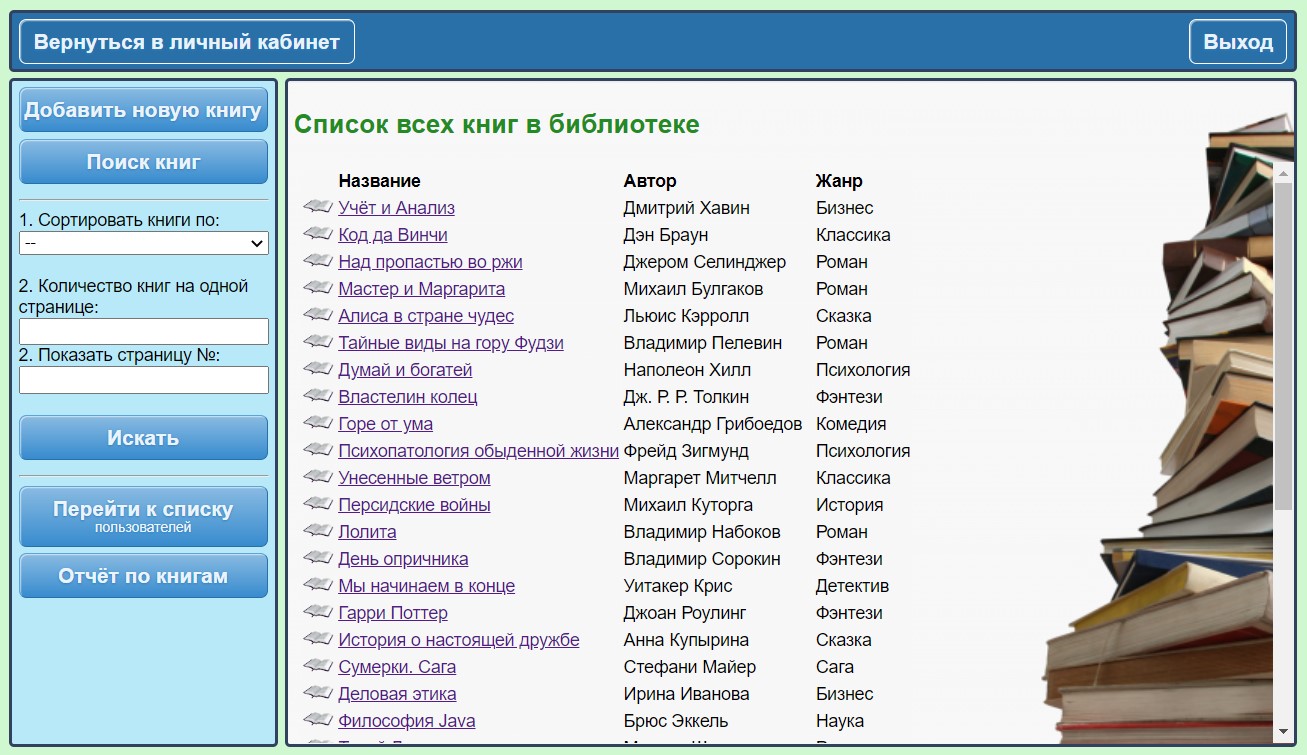 Вернуться в личный кабинет
Выход
Добавить новую книгу
Поиск книг
1. Сортировать книги по:
--
2. Количество книг на одной
странице:
2. Показать страницу №:
Искать
Перейти к списку
пользователей
Отчёт по книгам
Список всех книг в библиотеке
Название Автор Жанр
Учёт и Анализ Дмитрий Хавин Бизнес
Код да Винчи Дэн Браун Классика
Над пропастью во ржи Джером Селинджер Роман
Мастер и Маргарита Михаил Булгаков Роман
Алиса в стране чудес Льюис Кэрролл Сказка
Тайные виды на гору Фудзи Владимир Пелевин Роман
Думай и богатей Наполеон Хилл Психология
Властелин колец Дж. Р. Р. Толкин Фэнтези
Горе от ума Александр Грибоедов Комедия
Психопатология обыденной жизни Фрейд Зигмунд Психология
Унесенные ветром Маргарет Митчелл Классика
Персидские войны Михаил Куторга История
Лолита Владимир Набоков Роман
День опричника Владимир Сорокин Фэнтези
Мы начинаем в конце Уитакер Крис Детектив
Гарри Поттер Джоан Роулинг Фэнтези
История о настоящей дружбе Анна Купырина Сказка
Сумерки. Сага Стефани Майер Сага
Деловая этика Ирина Иванова Бизнес
Философия Java Брюс Эккель Наука